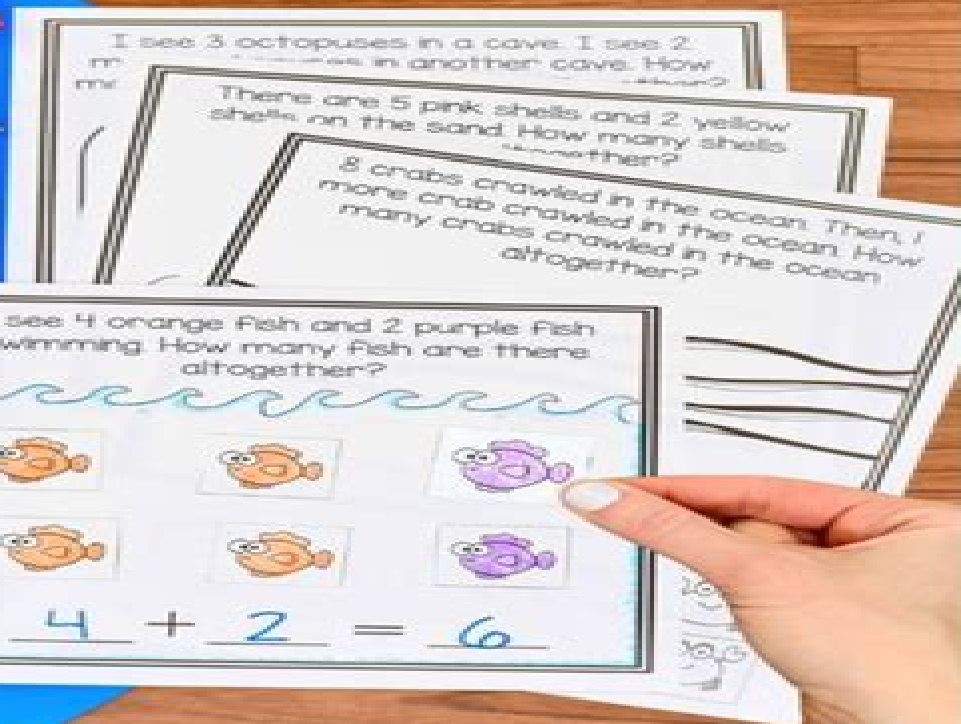 I see 3 octopuses in a cave. I see 2
in another cave. How
There are 5 pink shells and 2 yellow
shells on the sand. How many shells
8 crabs crawled in the ocean. Then, 1
more crab crawled in the ocean. How
many crabs crawled in the ocean
altogether?
see 4 orange fish and 2 purple fish
wimming. How many fish are there
altogether?
4 + 2 = 6